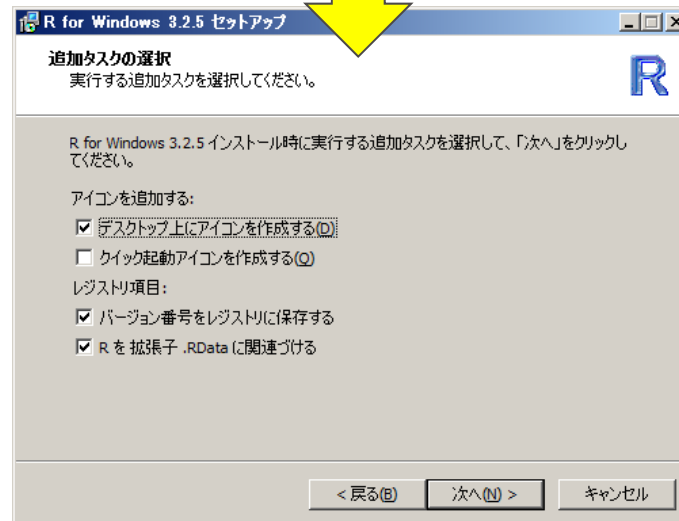 R for Windows 3.2.5 セットアップ
追加タスクの選択
実行する追加タスクを選択してください。
R
R for Windows 3.2.5 インストール時に実行する追加タスクを選択して、「次へ」をクリックし
てください。
アイコンを追加する:
デスクトップ上にアイコンを作成する(D)
クイック起動アイコンを作成する(Q)
レジストリ項目:
バージョン番号をレジストリに保存する
R を 拡張子 .RData に関連づける
< 戻る(B) 次へ(N) > キャンセル